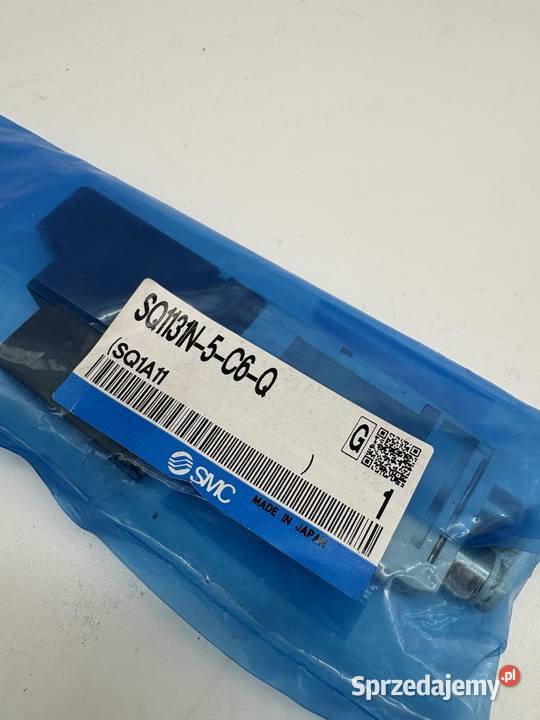 SQ1131N-5-C6-Q
(SQ1A11 )
G
1
SMC
MADE IN JAPAN
Sprzedajemy.pl